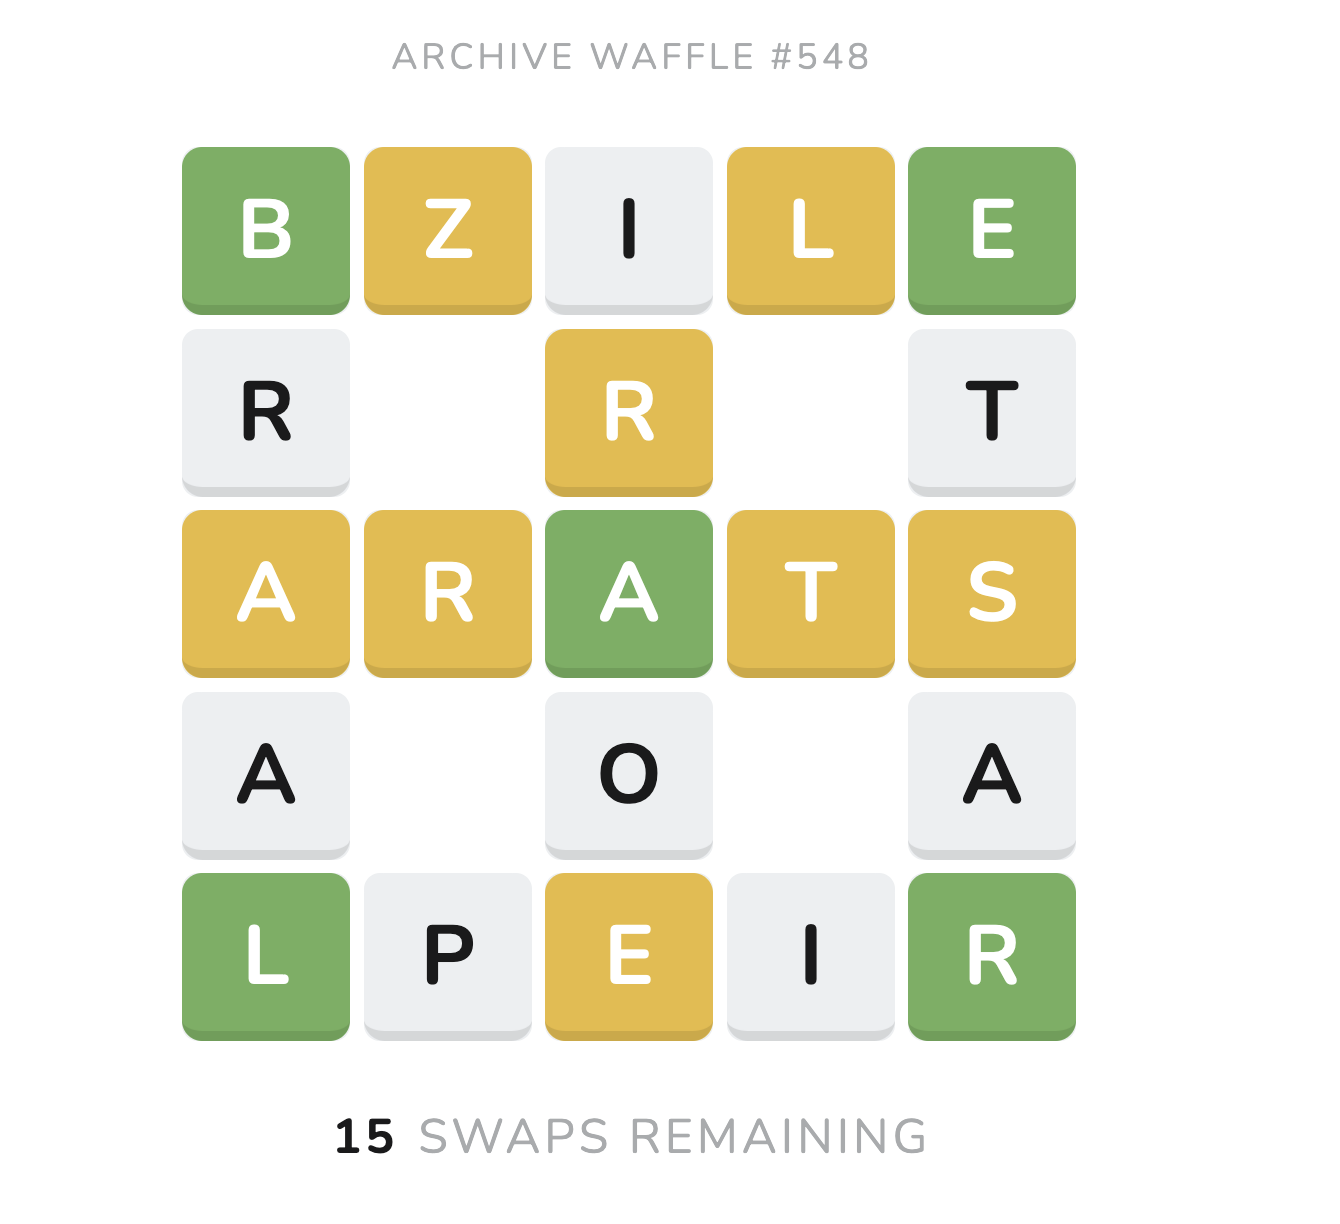 ARCHIVE WAFFLE #548
B Z I L E
R R T
A R A T S
A O A
L P E I R
15 SWAPS REMAINING